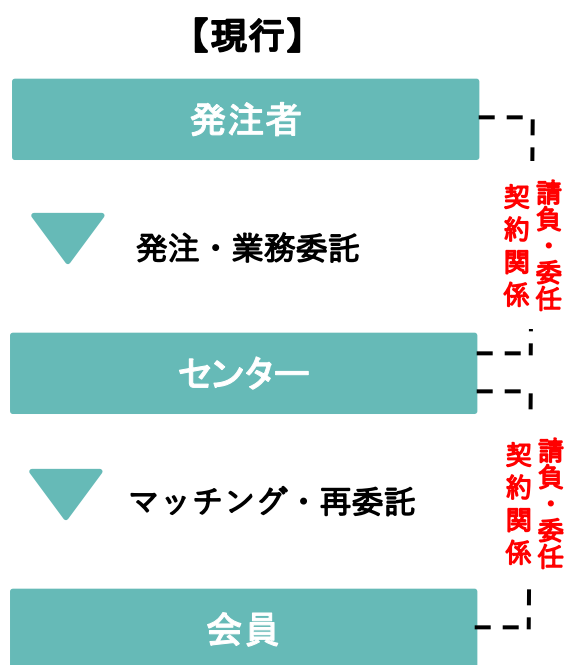 【現行】
発注者
請負・委任
契約関係
発注・業務委託
センター
請負・委任
契約関係
マッチング・再委託
会員